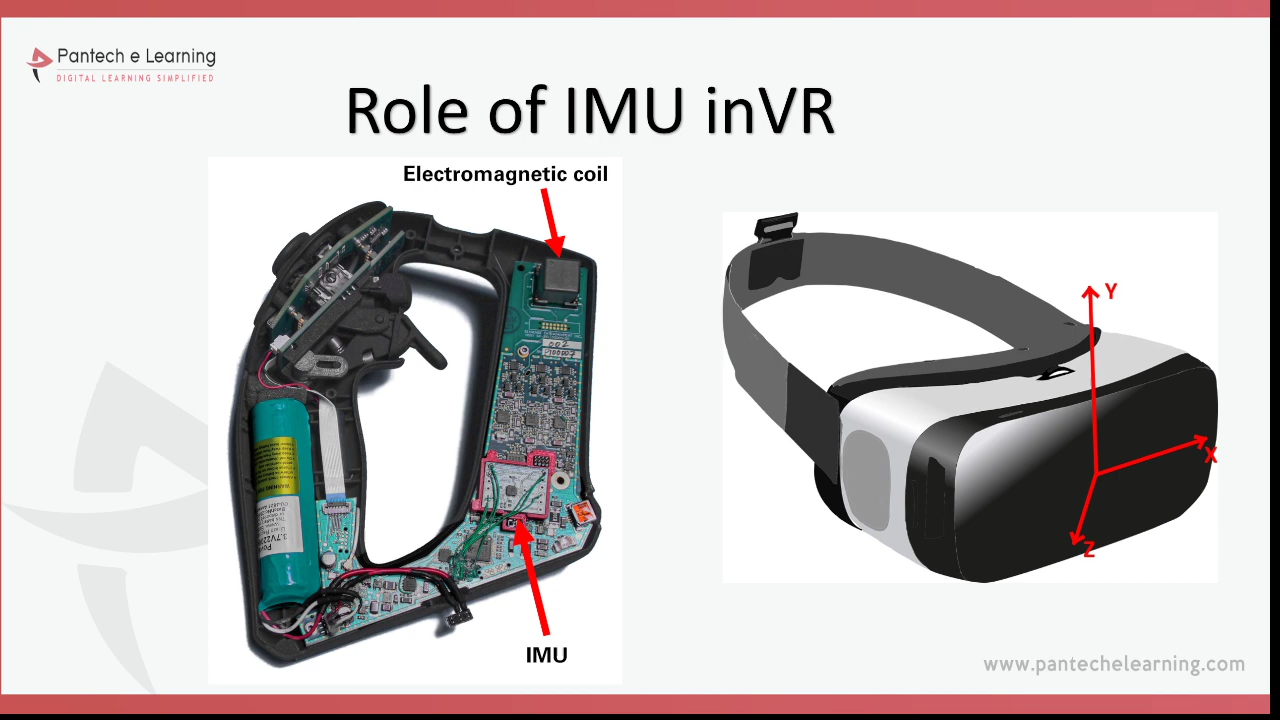 Pantech e Learning
DIGITAL LEARNING SIMPLIFIED
Role of IMU inVR
Electromagnetic coil
IMU
Y
X
Z
www.pantechelearning.com